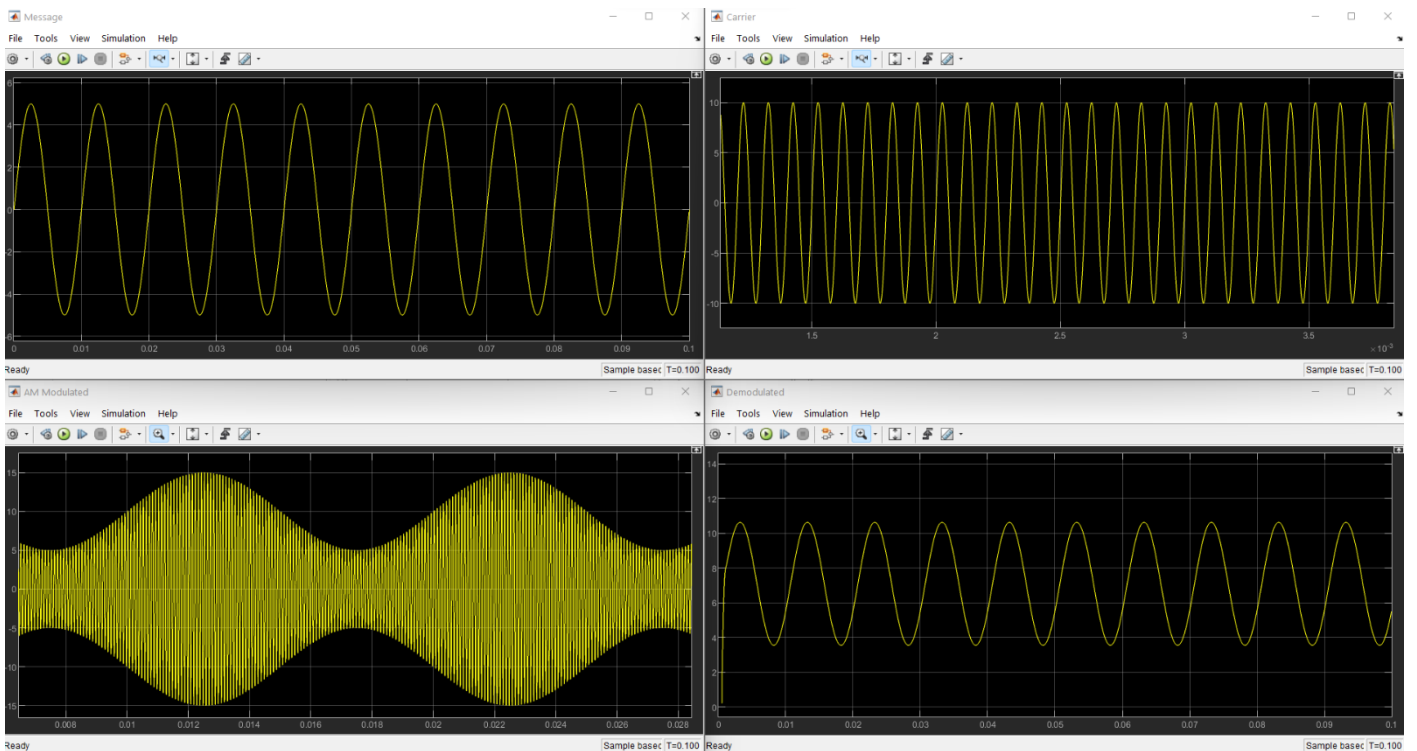 Message
File Tools View Simulation Help
6
4
2
0
-2
-4
-6
0 0.01 0.02 0.03 0.04 0.05 0.06 0.07 0.08 0.09 0.1
Ready Sample based T=0.100
Carrier
File Tools View Simulation Help
10
5
0
-5
-10
1.5 2 2.5 3 3.5
×10-3
Ready Sample based T=0.100
AM Modulated
File Tools View Simulation Help
15
10
5
0
-5
-10
-15
0.008 0.01 0.012 0.014 0.016 0.018 0.02 0.022 0.024 0.026 0.028
Ready Sample based T=0.100
Demodulated
File Tools View Simulation Help
14
12
10
8
6
4
2
0
0 0.01 0.02 0.03 0.04 0.05 0.06 0.07 0.08 0.09 0.1
Ready Sample based T=0.100